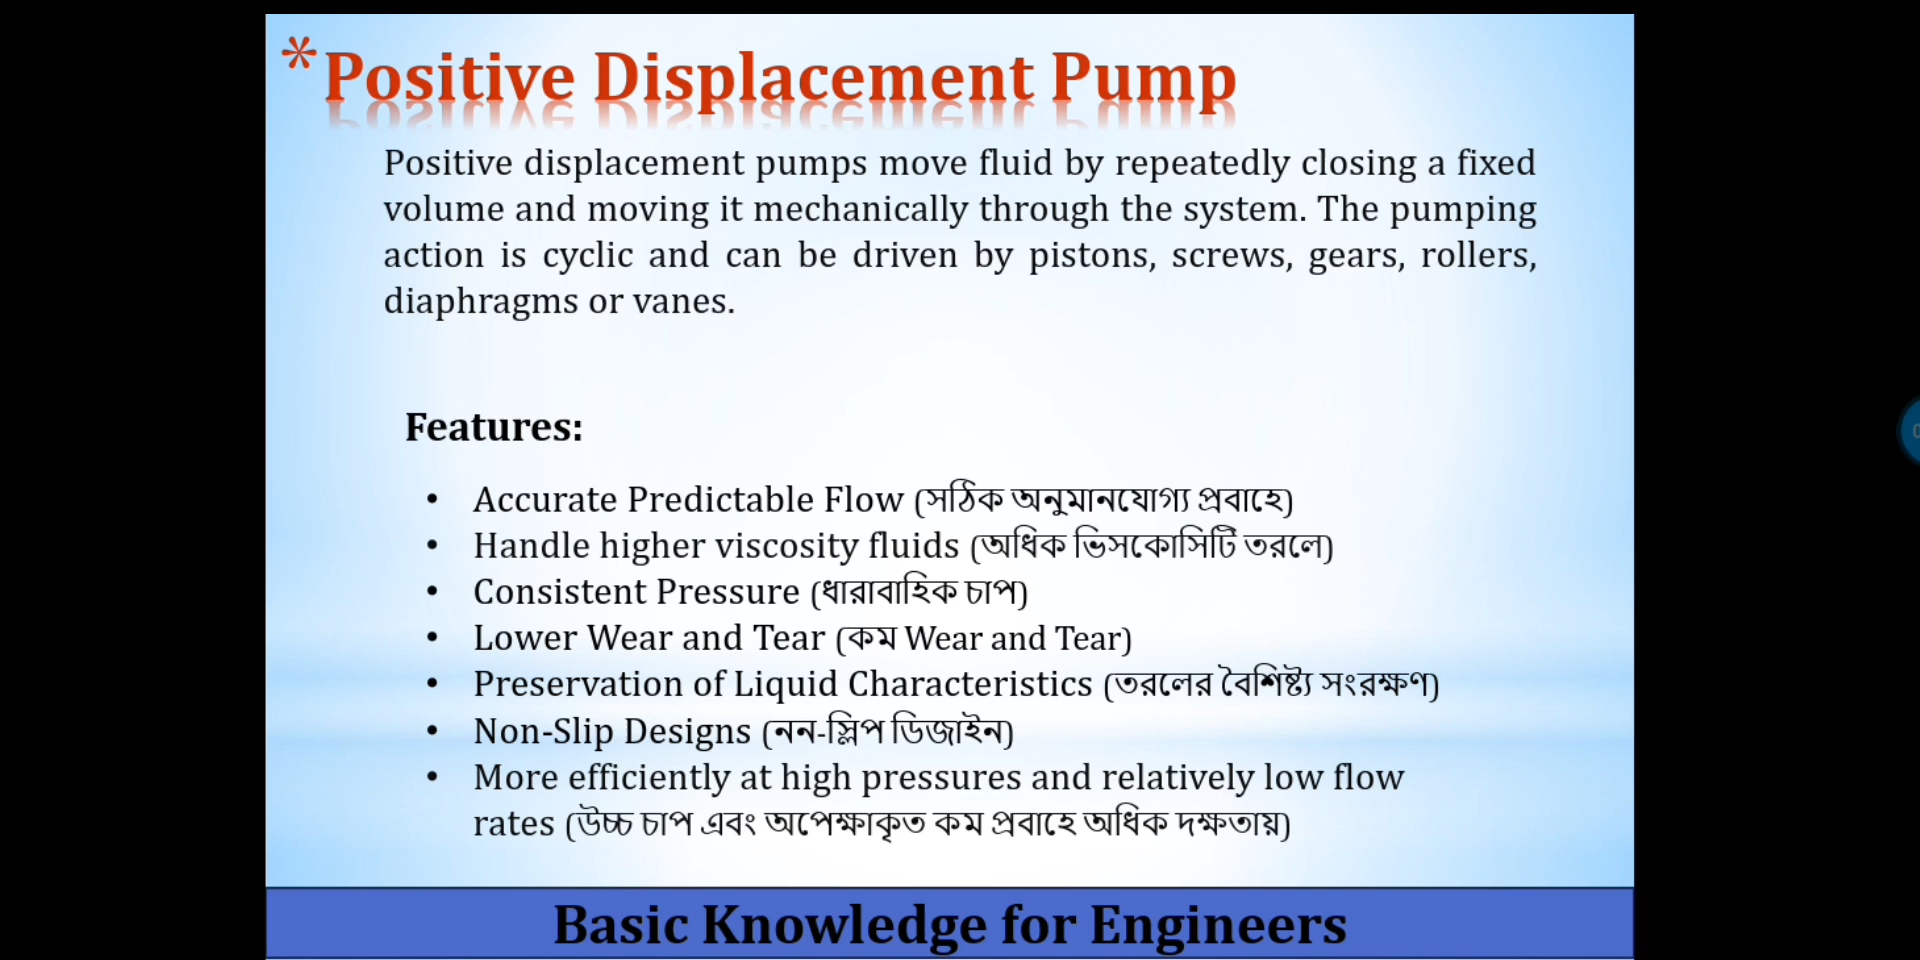 *Positive Displacement Pump
Positive displacement pumps move fluid by repeatedly closing a fixed
volume and moving it mechanically through the system. The pumping
action is cyclic and can be driven by pistons, screws, gears, rollers,
diaphragms or vanes.
Features:
• Accurate Predictable Flow (সঠিক অনুমানযোগ্য প্রবাহে)
• Handle higher viscosity fluids (অধিক ভিসকোসিটি তরলে)
• Consistent Pressure (ধারাবাহিক চাপ)
• Lower Wear and Tear (কম Wear and Tear)
• Preservation of Liquid Characteristics (তরলের বৈশিষ্ট্য সংরক্ষণ)
• Non-Slip Designs (নন-স্লিপ ডিজাইন)
• More efficiently at high pressures and relatively low flow
rates (উচ্চ চাপ এবং অপেক্ষাকৃত কম প্রবাহে অধিক দক্ষতায়)
Basic Knowledge for Engineers